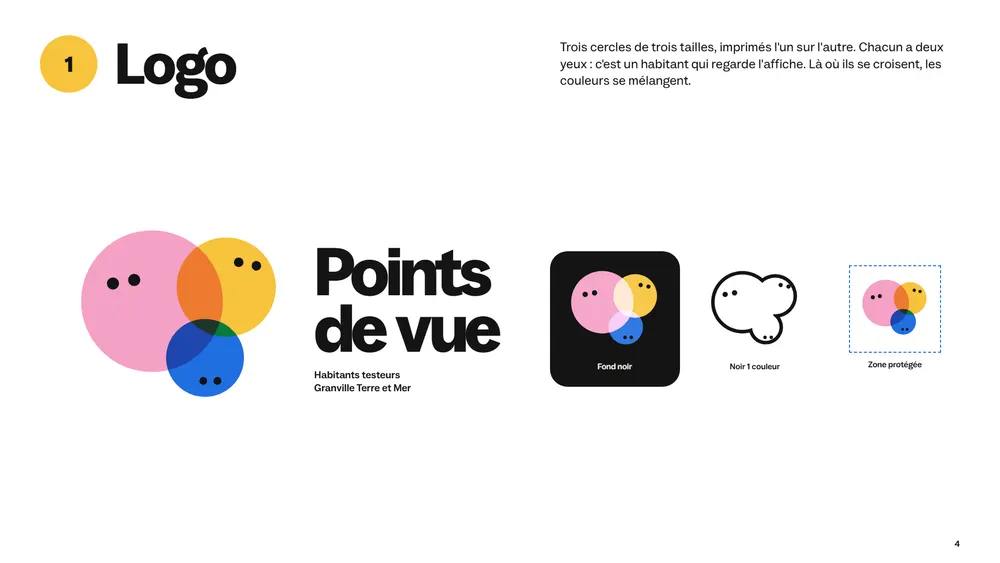 1
Logo
Trois cercles de trois tailles, imprimés l'un sur l'autre. Chacun a deux
yeux : c'est un habitant qui regarde l'affiche. Là où ils se croisent, les
couleurs se mélangent.
Points
de vue
Habitants testeurs
Granville Terre et Mer
Fond noir
Noir 1 couleur
Zone protégée
4